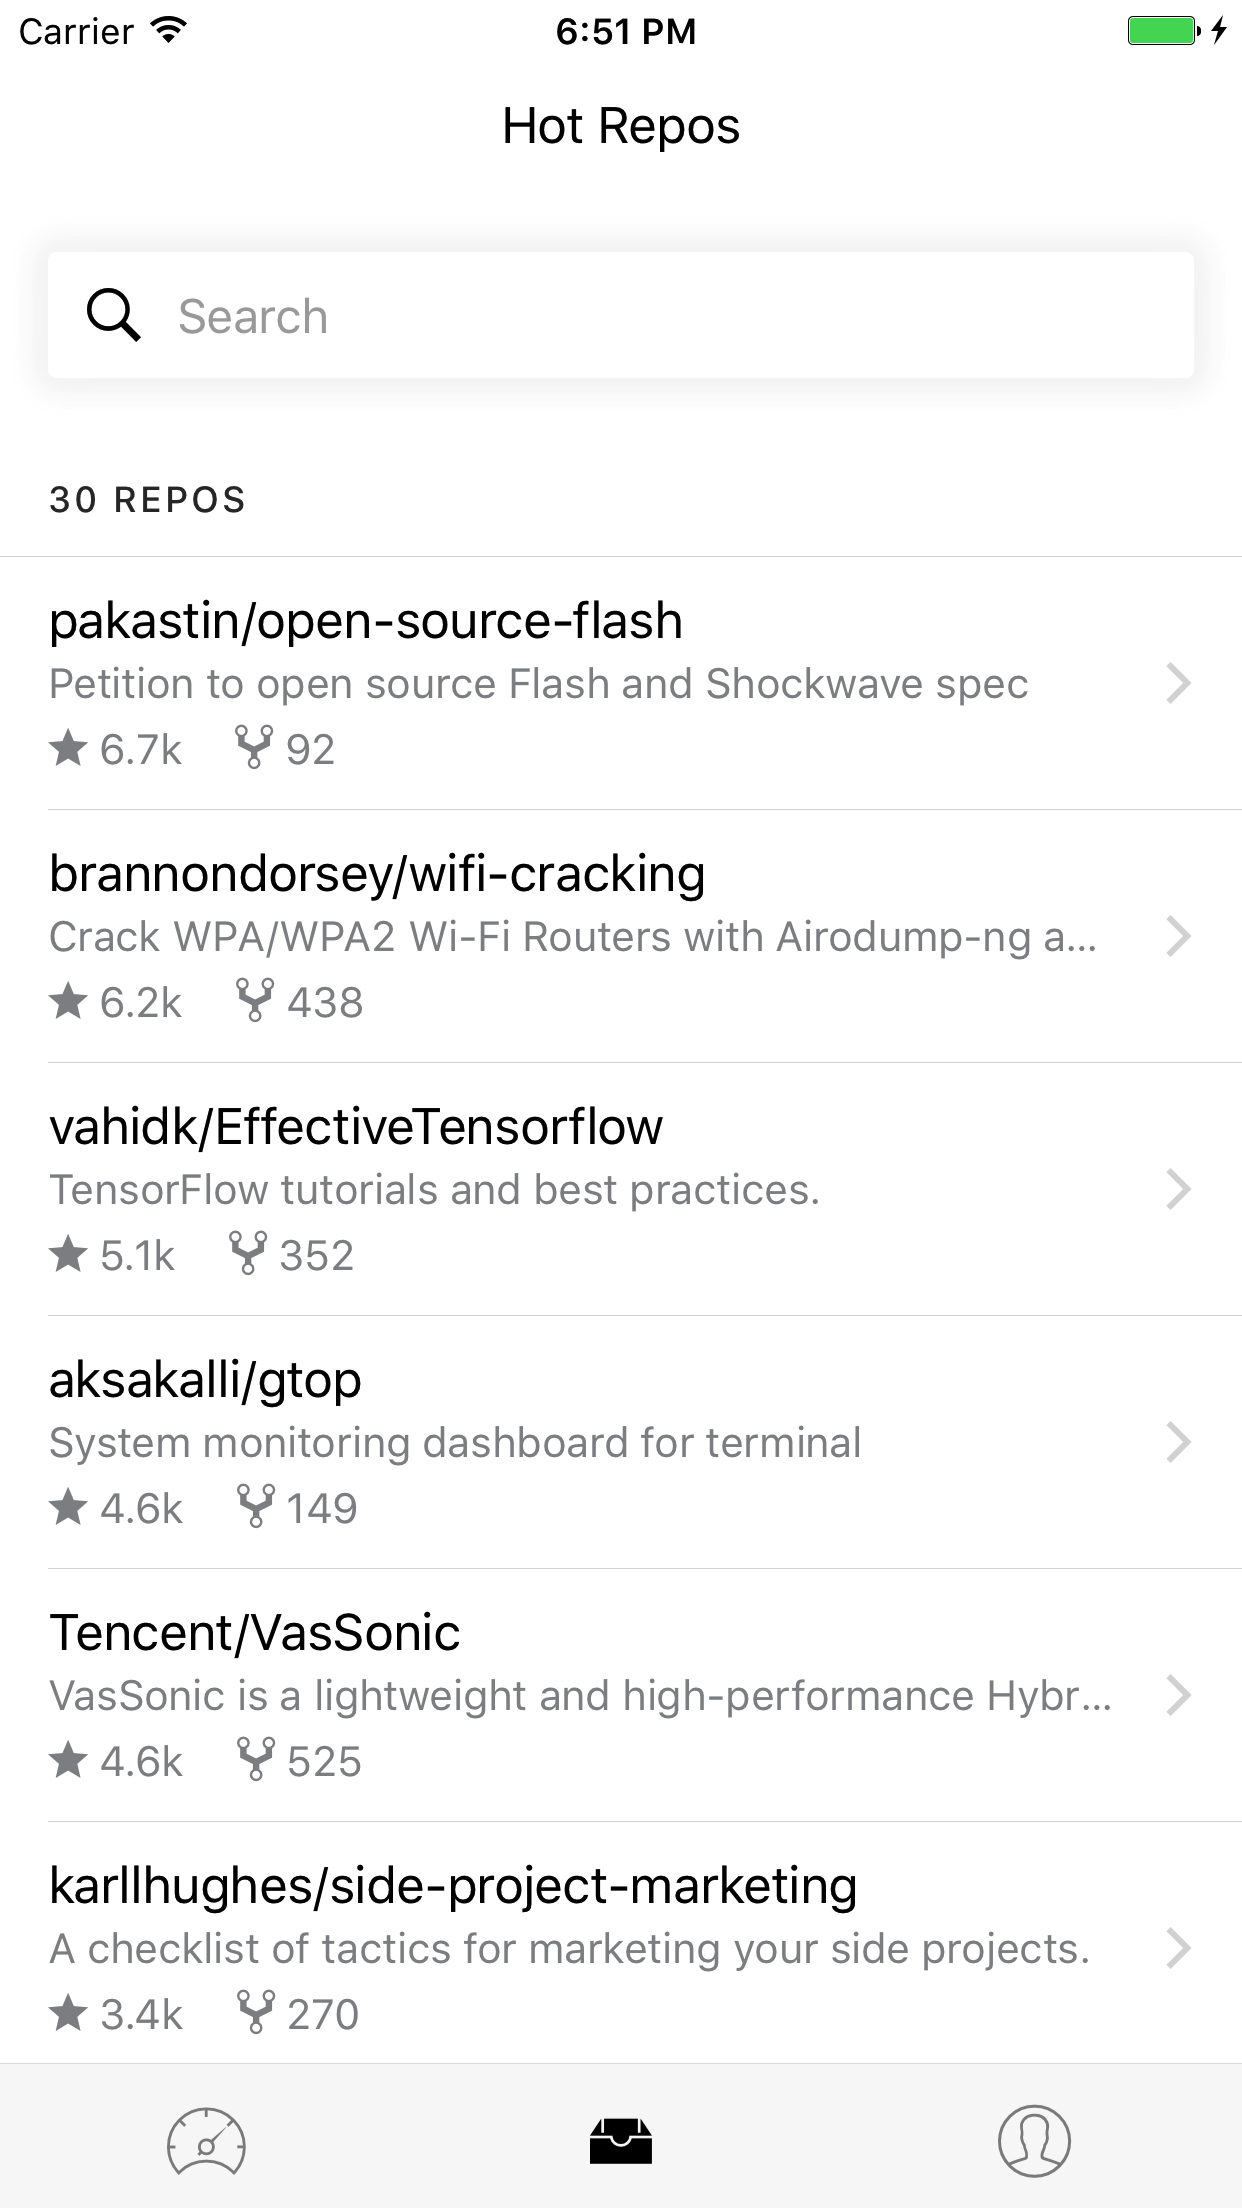 Carrier 6:51 PM
Hot Repos
Search
30 REPOS
pakastin/open-source-flash
Petition to open source Flash and Shockwave spec
6.7k 92
brannondorsey/wifi-cracking
Crack WPA/WPA2 Wi-Fi Routers with Airodump-ng a...
6.2k 438
vahidk/EffectiveTensorflow
TensorFlow tutorials and best practices.
5.1k 352
aksakalli/gtop
System monitoring dashboard for terminal
4.6k 149
Tencent/VasSonic
VasSonic is a lightweight and high-performance Hybr...
4.6k 525
karllhughes/side-project-marketing
A checklist of tactics for marketing your side projects.
3.4k 270